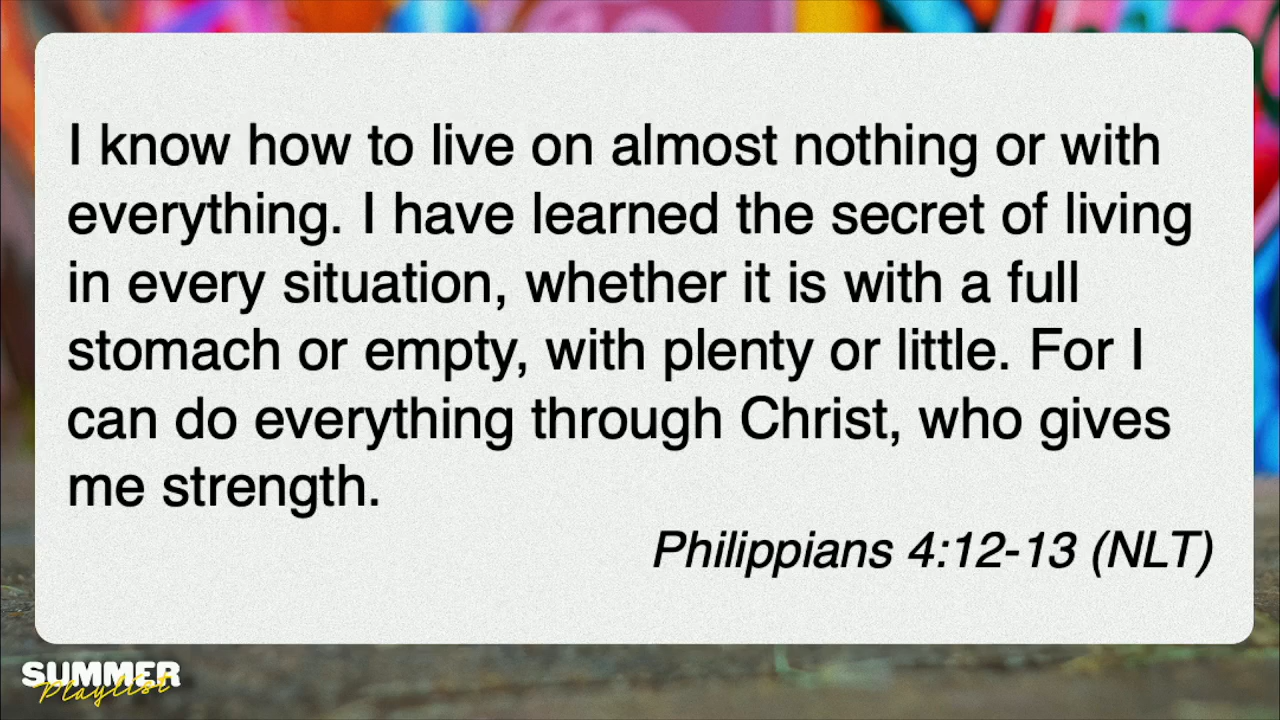 I know how to live on almost nothing or with
everything. I have learned the secret of living
in every situation, whether it is with a full
stomach or empty, with plenty or little. For I
can do everything through Christ, who gives
me strength.
Philippians 4:12-13 (NLT)
SUMMER
Playlist